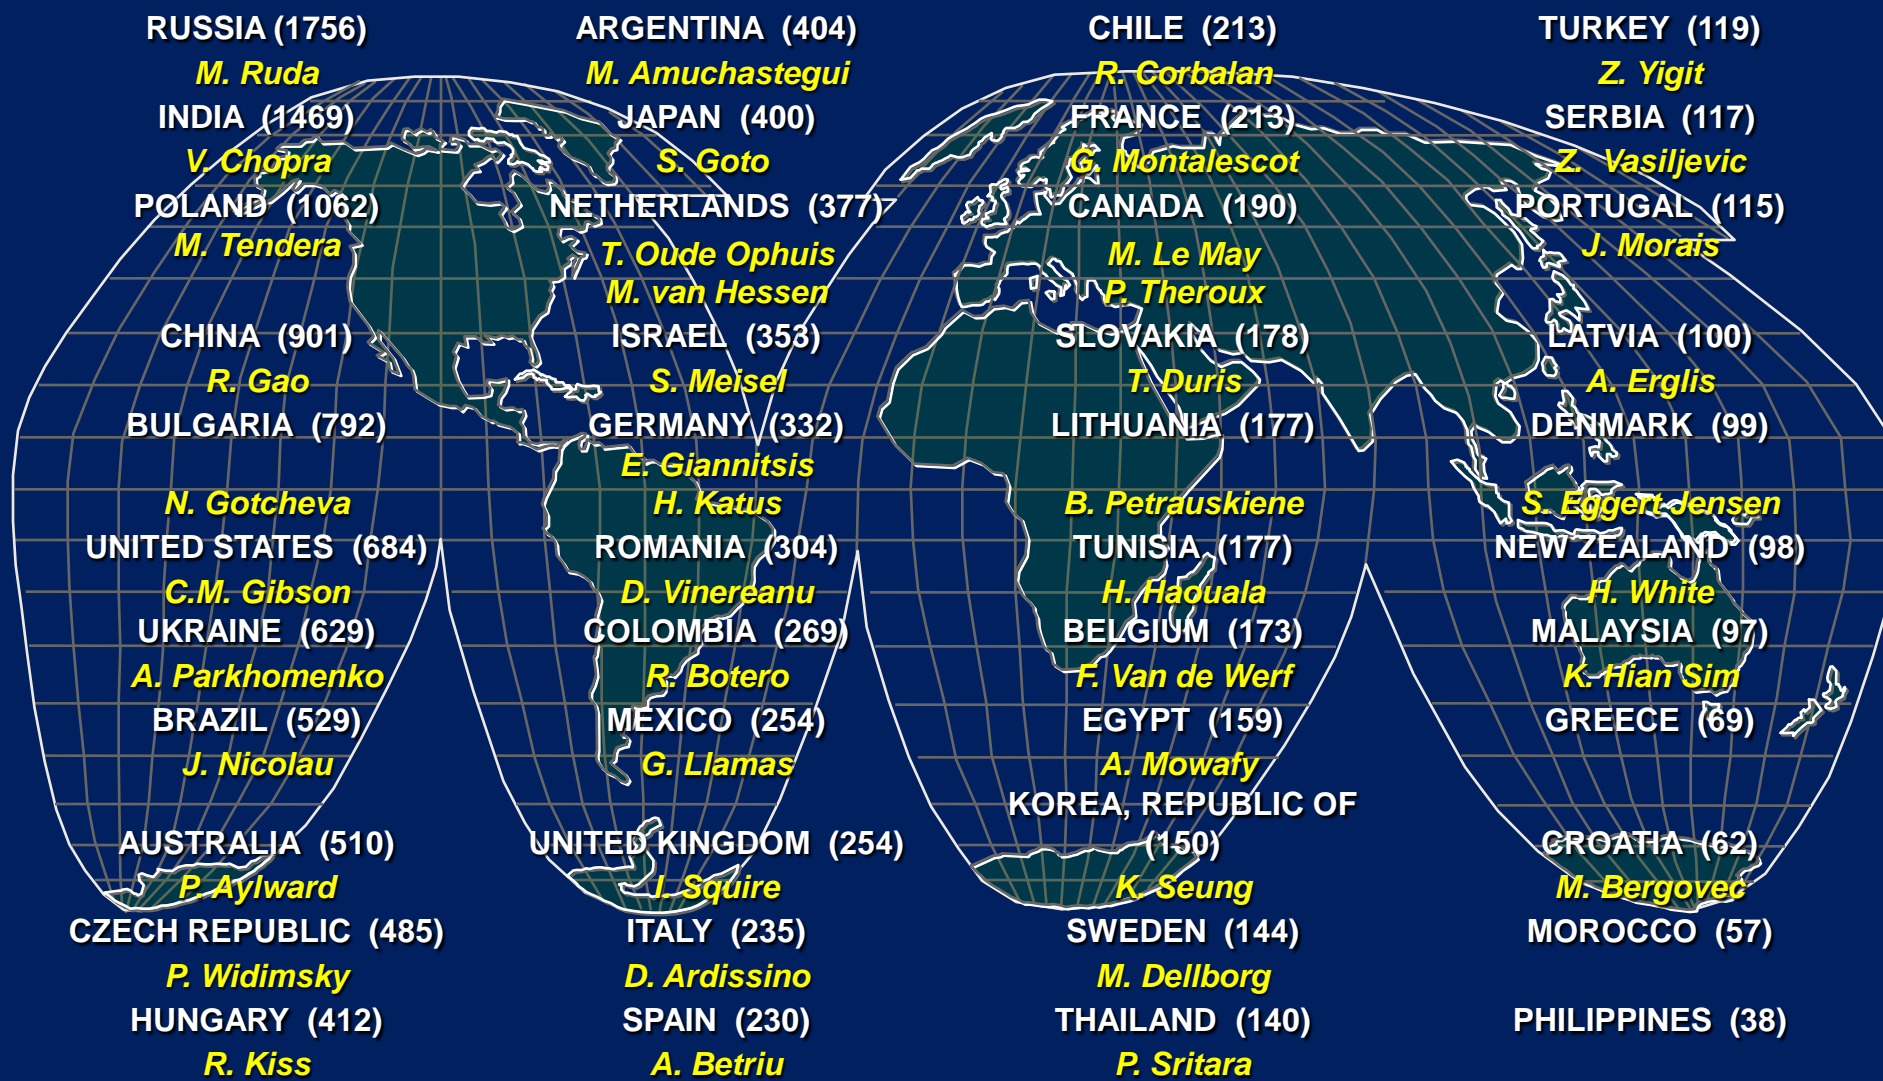 RUSSIA (1756)
M. Ruda
INDIA (1469)
V. Chopra
POLAND (1062)
M. Tendera
CHINA (901)
R. Gao
BULGARIA (792)
N. Gotcheva
UNITED STATES (684)
C.M. Gibson
UKRAINE (629)
A. Parkhomenko
BRAZIL (529)
J. Nicolau
AUSTRALIA (510)
P. Aylward
CZECH REPUBLIC (485)
P. Widimsky
HUNGARY (412)
R. Kiss
ARGENTINA (404)
M. Amuchastegui
JAPAN (400)
S. Goto
NETHERLANDS (377)
T. Oude Ophuis
M. van Hessen
ISRAEL (353)
S. Meisel
GERMANY (332)
E. Giannitsis
H. Katus
ROMANIA (304)
D. Vinereanu
COLOMBIA (269)
R. Botero
MEXICO (254)
G. Llamas
UNITED KINGDOM (254)
I. Squire
ITALY (235)
D. Ardissino
SPAIN (230)
A. Betriu
CHILE (213)
R. Corbalan
FRANCE (213)
G. Montalescot
CANADA (190)
M. Le May
P. Theroux
SLOVAKIA (178)
T. Duris
LITHUANIA (177)
B. Petrauskiene
TUNISIA (177)
H. Haouala
BELGIUM (173)
F. Van de Werf
EGYPT (159)
A. Mowafy
KOREA, REPUBLIC OF
(150)
K. Seung
SWEDEN (144)
M. Dellborg
THAILAND (140)
P. Sritara
TURKEY (119)
Z. Yigit
SERBIA (117)
Z. Vasiljevic
PORTUGAL (115)
J. Morais
LATVIA (100)
A. Erglis
DENMARK (99)
S. Eggert Jensen
NEW ZEALAND (98)
H. White
MALAYSIA (97)
K. Hian Sim
GREECE (69)
CROATIA (62)
M. Bergovec
MOROCCO (57)
PHILIPPINES (38)